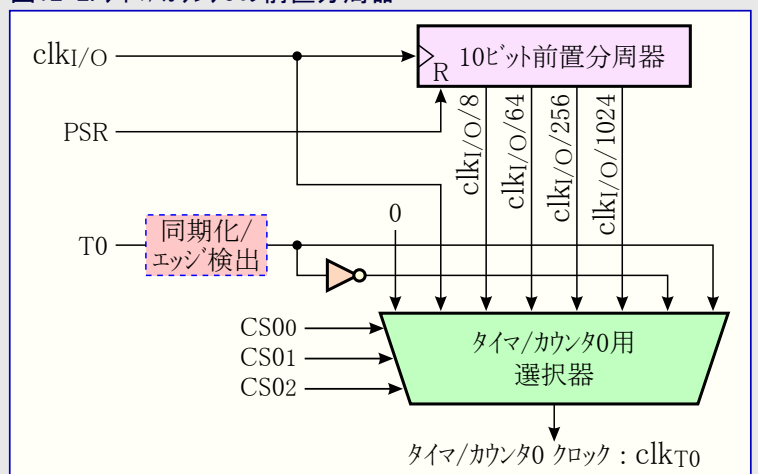 clkI/O
10ビット前置分周器
R
PSR
clkI/O/8
clkI/O/64
clkI/O/256
clkI/O/1024
0
T0
同期化/
エッジ検出
CS00
CS01
CS02
タイマ/カウンタ0用
選択器
タイマ/カウンタ0 クロック : clkT0